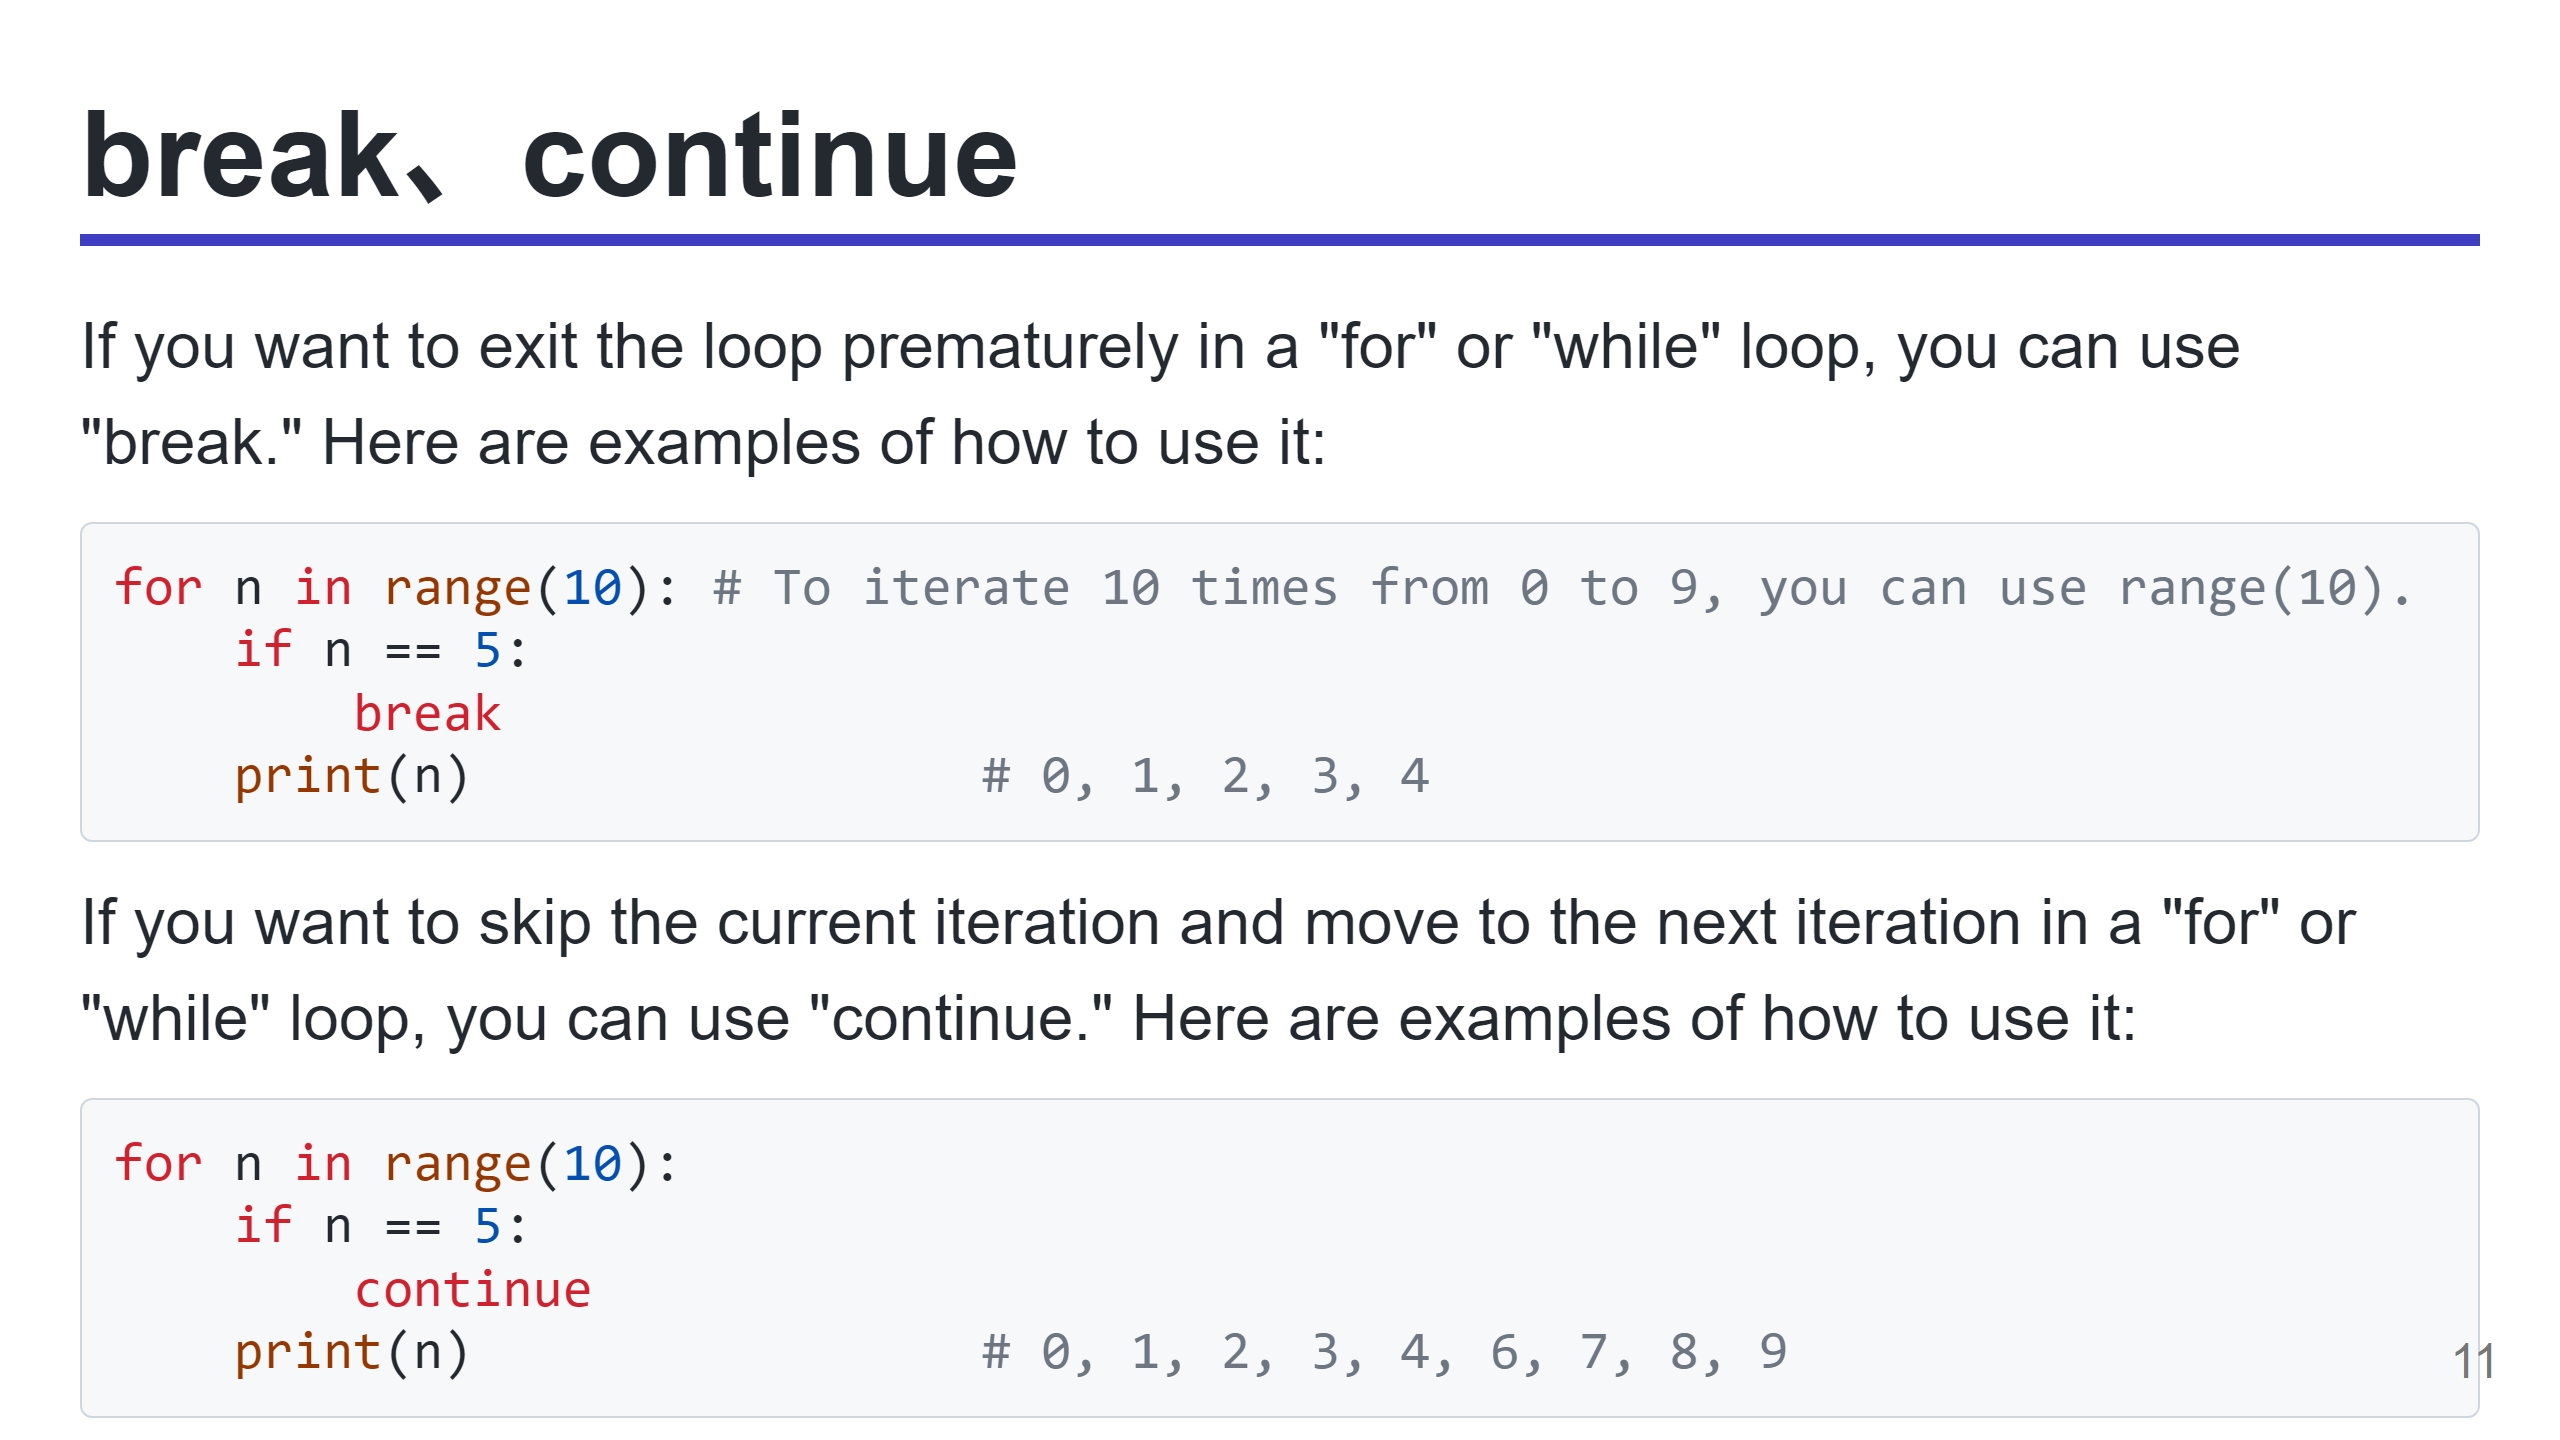 break、continue
If you want to exit the loop prematurely in a "for" or "while" loop, you can use
"break." Here are examples of how to use it:
for n in range(10): # To iterate 10 times from 0 to 9, you can use range(10).
    if n == 5:
        break
    print(n)                 # 0, 1, 2, 3, 4
If you want to skip the current iteration and move to the next iteration in a "for" or
"while" loop, you can use "continue." Here are examples of how to use it:
for n in range(10):
    if n == 5:
        continue
    print(n)                 # 0, 1, 2, 3, 4, 6, 7, 8, 9
11